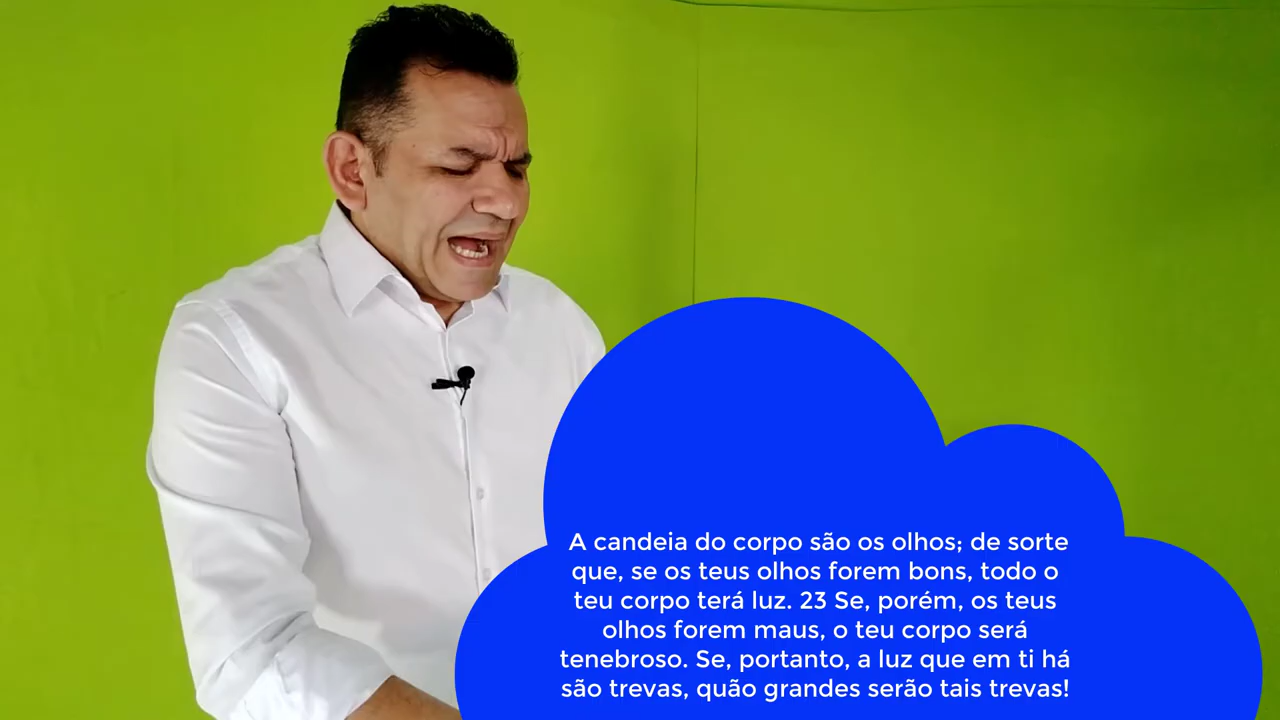 A candeia do corpo são os olhos; de sorte
que, se os teus olhos forem bons, todo o
teu corpo terá luz. 23 Se, porém, os teus
olhos forem maus, o teu corpo será
tenebroso. Se, portanto, a luz que em ti há
são trevas, quão grandes serão tais trevas!